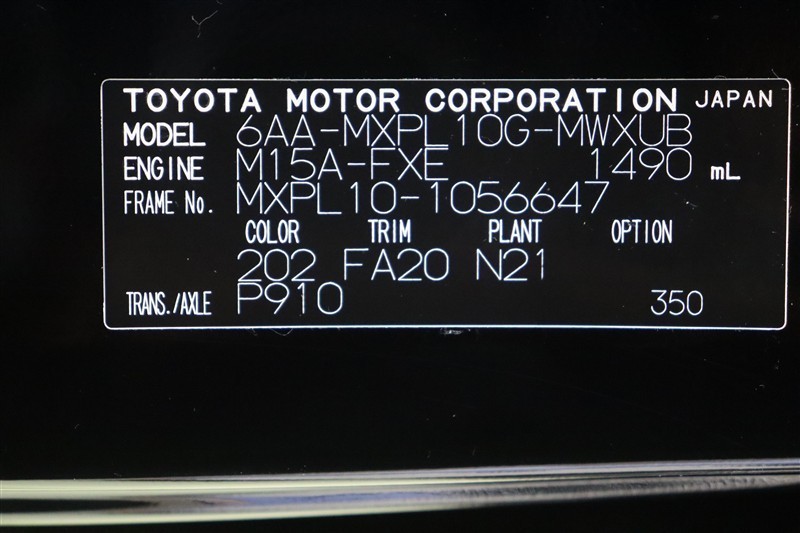 TOYOTA MOTOR CORPORATION JAPAN
MODEL 6AA-MXPL10G-MWXUB
ENGINE M15A-FXE 1490 mL
FRAME No. MXPL10-1056647
COLOR TRIM PLANT OPTION
202 FA20 N21
TRANS./AXLE P910 350